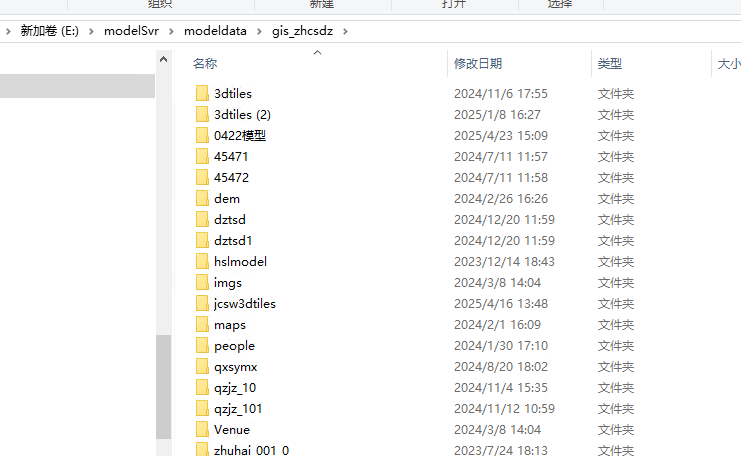 组织 新建 打开 选择
新加卷 (E:) modelSvr modeldata gis_zhcsdz
名称 修改日期 类型 大小
3dtiles 2024/11/6 17:55 文件夹
3dtiles (2) 2025/1/8 16:27 文件夹
0422模型 2025/4/23 15:09 文件夹
45471 2024/7/11 11:57 文件夹
45472 2024/7/11 11:58 文件夹
dem 2024/2/26 16:26 文件夹
dztsd 2024/12/20 11:59 文件夹
dztsd1 2024/12/20 11:59 文件夹
hslmodel 2023/12/14 18:43 文件夹
imgs 2024/3/8 14:04 文件夹
jcsw3dtiles 2025/4/16 13:48 文件夹
maps 2024/2/1 16:09 文件夹
people 2024/1/30 17:10 文件夹
qxsymx 2024/8/20 18:02 文件夹
qzjz_10 2024/11/4 15:35 文件夹
qzjz_101 2024/11/12 10:59 文件夹
Venue 2024/3/8 14:04 文件夹
zhuhai_001_0 2023/7/24 18:13 文件夹